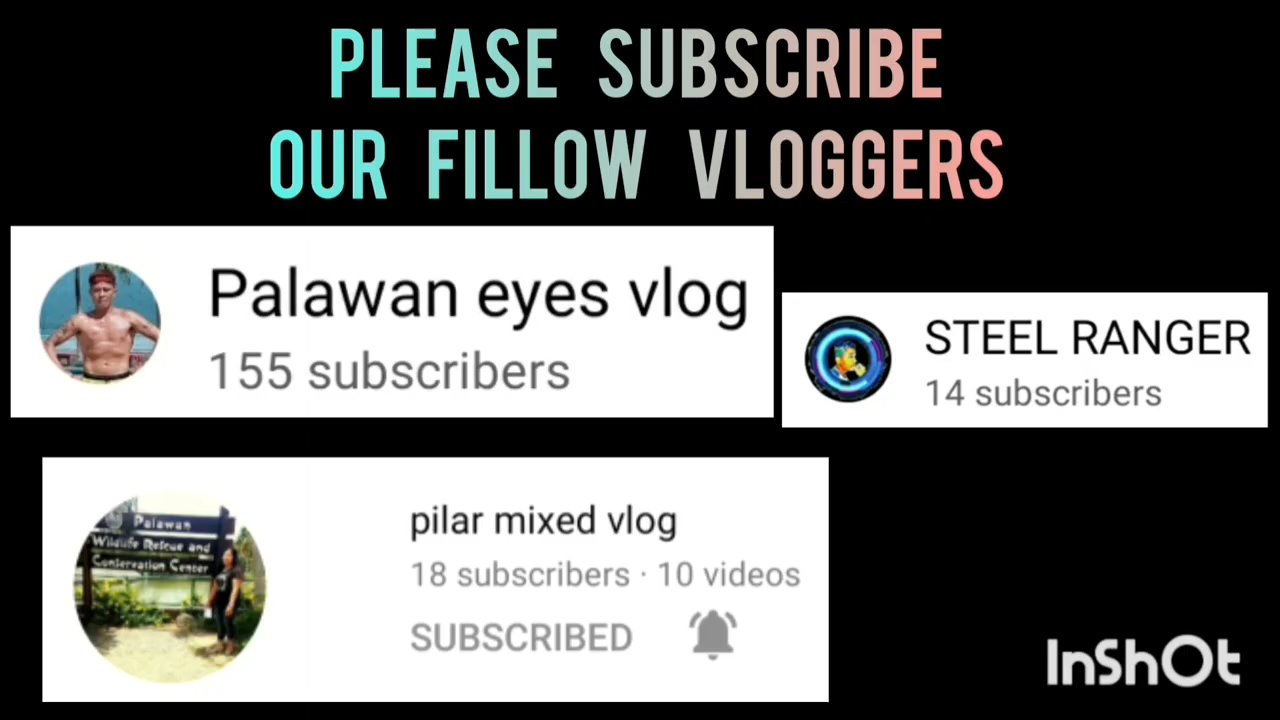 PLEASE SUBSCRIBE
OUR FILLOW VLOGGERS
Palawan eyes vlog
155 subscribers
STEEL RANGER
14 subscribers
Palawan
Wildlife Rescue and
Conservation Center
pilar mixed vlog
18 subscribers · 10 videos
SUBSCRIBED
InShOt